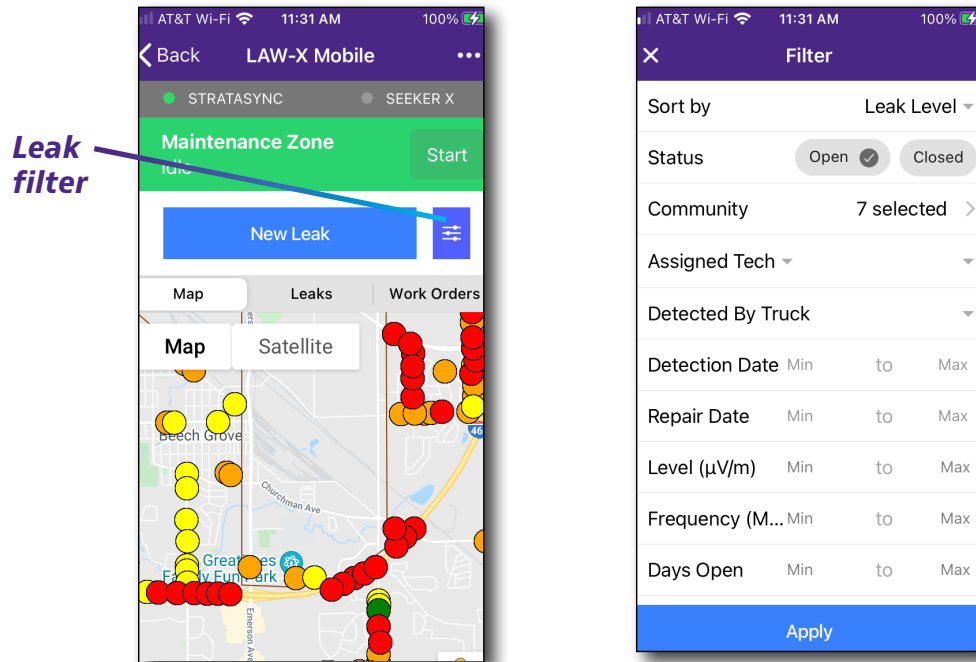 AT&T Wi-Fi 11:31 AM 100%
Back LAW-X Mobile
STRATASYNC SEEKER X
Maintenance Zone
Idle
Start
Leak
filter
New Leak
Map Leaks Work Orders
Map Satellite
46
Beech Grove
Churchman Ave
Emerson Ave
AT&T Wi-Fi 11:31 AM 100%
Filter
Sort by Leak Level
Status Open Closed
Community 7 selected
Assigned Tech
Detected By Truck
Detection Date Min to Max
Repair Date Min to Max
Level (µV/m) Min to Max
Frequency (M... Min to Max
Days Open Min to Max
Apply